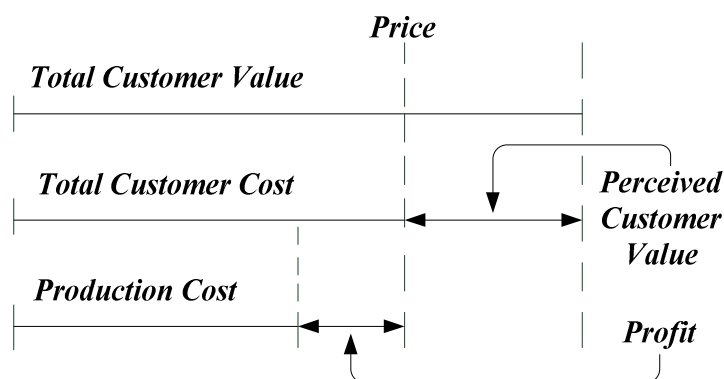 Price
Total Customer Value
Total Customer Cost
Perceived
Customer
Value
Production Cost
Profit